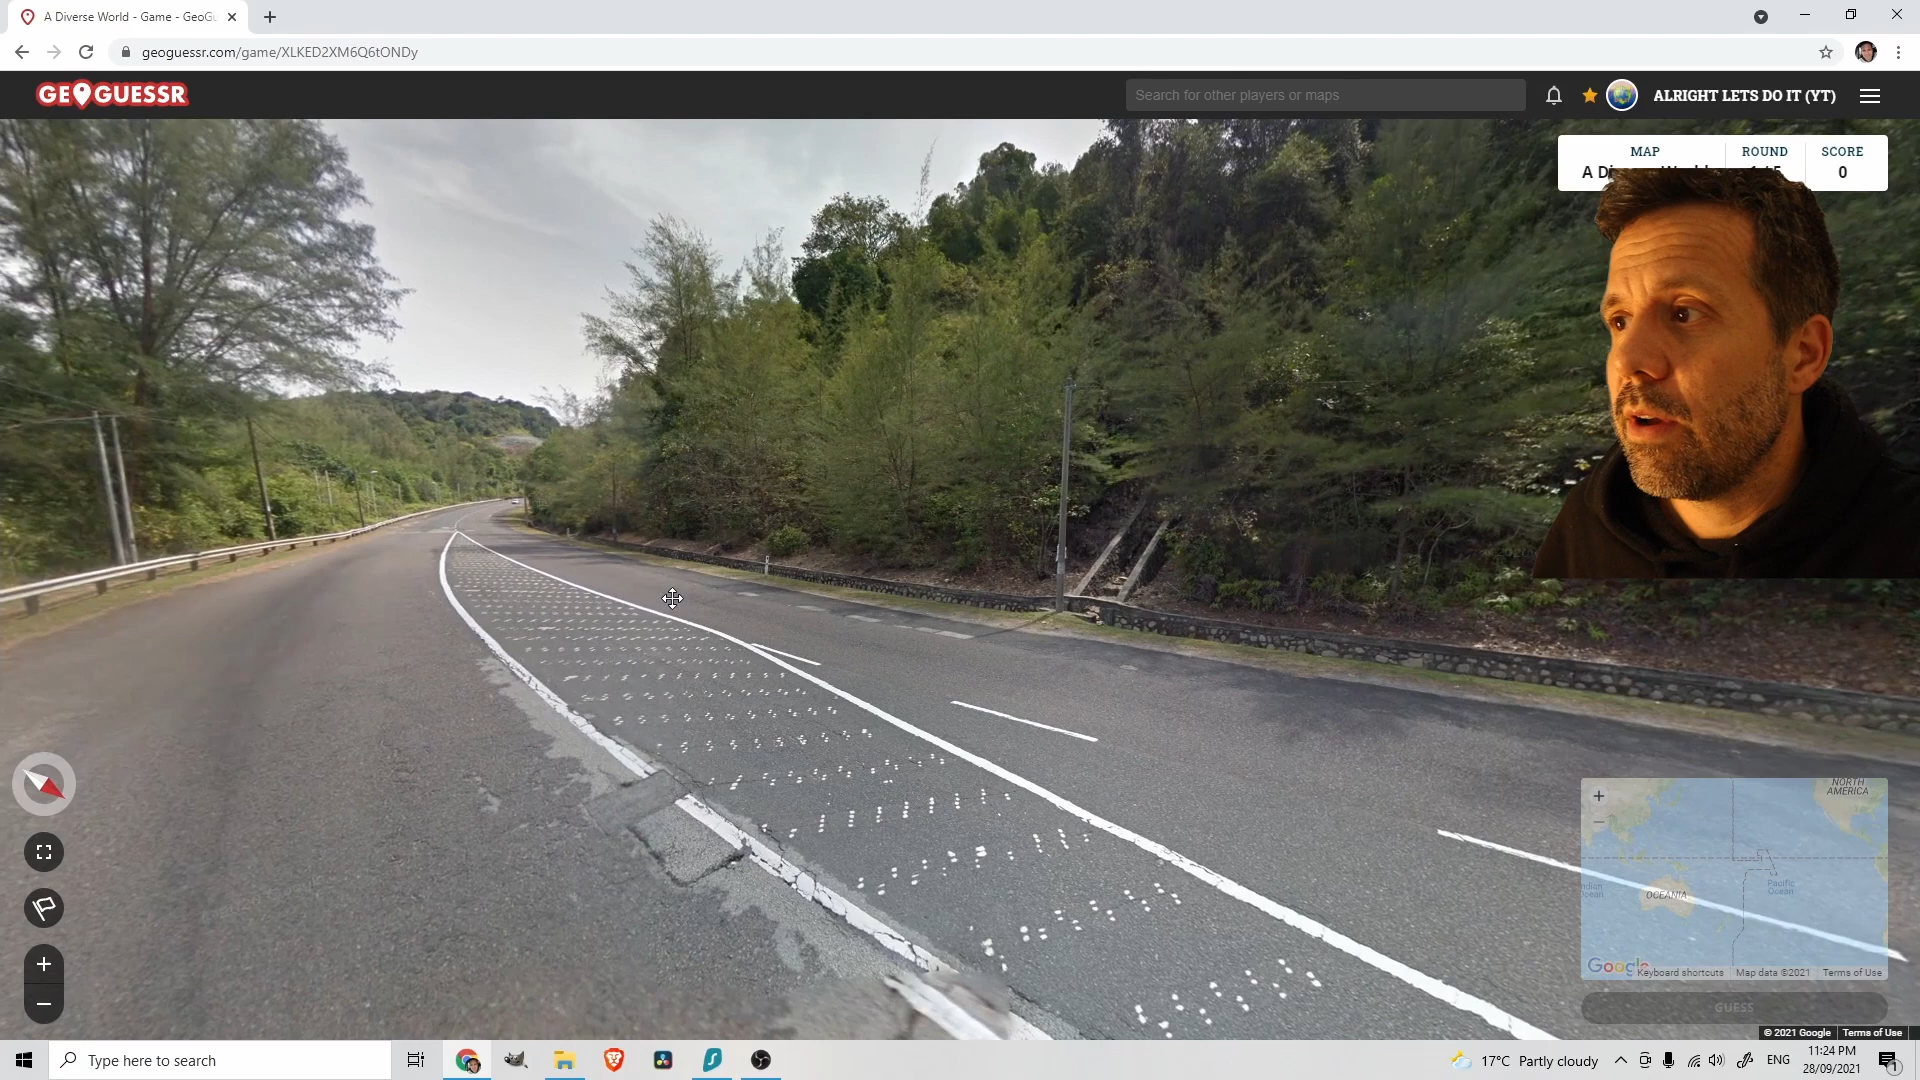 A Diverse World - Game - GeoGu
geoguessr.com/game/XLKED2XM6Q6tONDy
GEOGUESSR
Search for other players or maps
ALRIGHT LETS DO IT (YT)
MAP ROUND SCORE
0
NORTH
AMERICA
Pacific
Ocean
OCEANIA
Google
Keyboard shortcuts Map data ©2021 Terms of Use
GUESS
© 2021 Google Terms of Use
Type here to search
17°C Partly cloudy
ENG
11:24 PM
28/09/2021